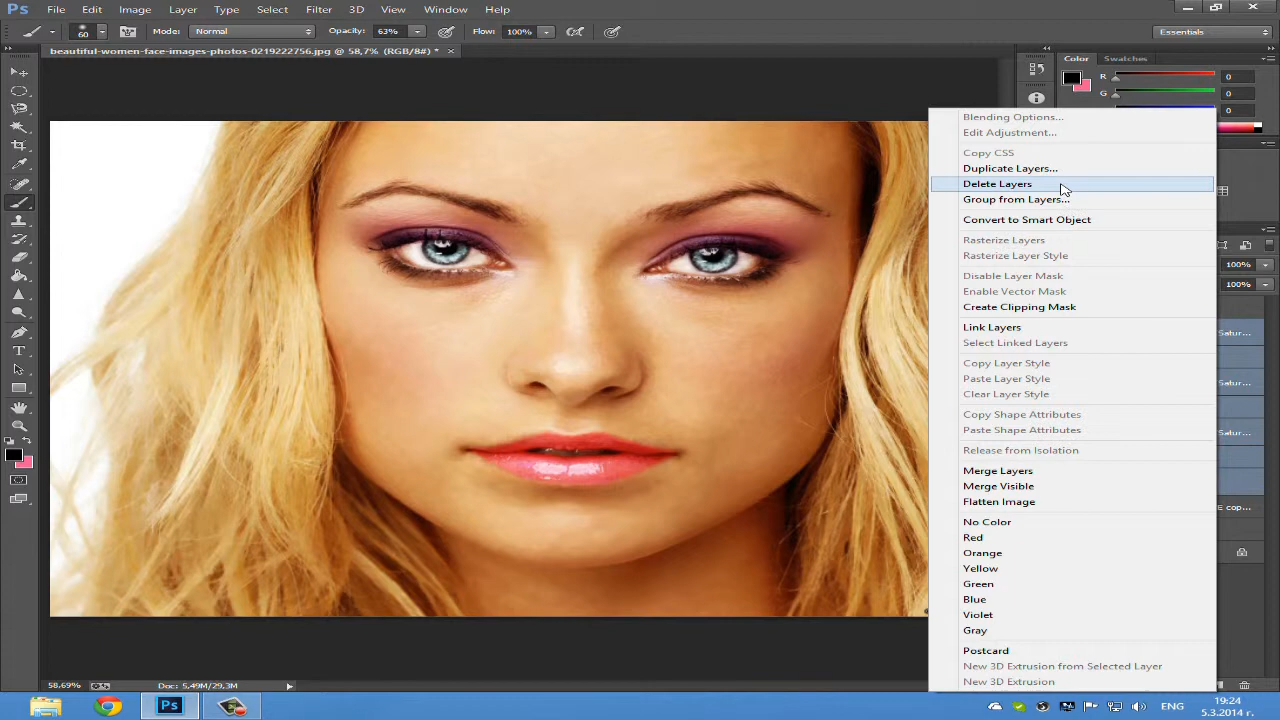 Ps File Edit Image Layer Type Select Filter 3D View Window Help
60 Mode: Normal Opacity: 63% Flow: 100% Essentials
beautiful-women-face-images-photos-0219222756.jpg @ 58,7% (RGB/8#) * ×
Color Swatches
R 0
G 0
0
Blending Options...
Edit Adjustment...
Copy CSS
Duplicate Layers...
Delete Layers
Group from Layers...
Convert to Smart Object
Rasterize Layers
Rasterize Layer Style
100%
Disable Layer Mask
100%
Enable Vector Mask
Create Clipping Mask
Link Layers
Satur...
Select Linked Layers
Copy Layer Style
Paste Layer Style
Satur...
Clear Layer Style
Copy Shape Attributes
Paste Shape Attributes
Satur...
Release from Isolation
Merge Layers
Merge Visible
Flatten Image
E cop...
No Color
Red
Orange
Yellow
Green
Blue
Violet
Gray
Postcard
New 3D Extrusion from Selected Layer
New 3D Extrusion
58.69% Doc: 5,49M/29,3M
Ps ENG 19:24
5.3.2014 г.